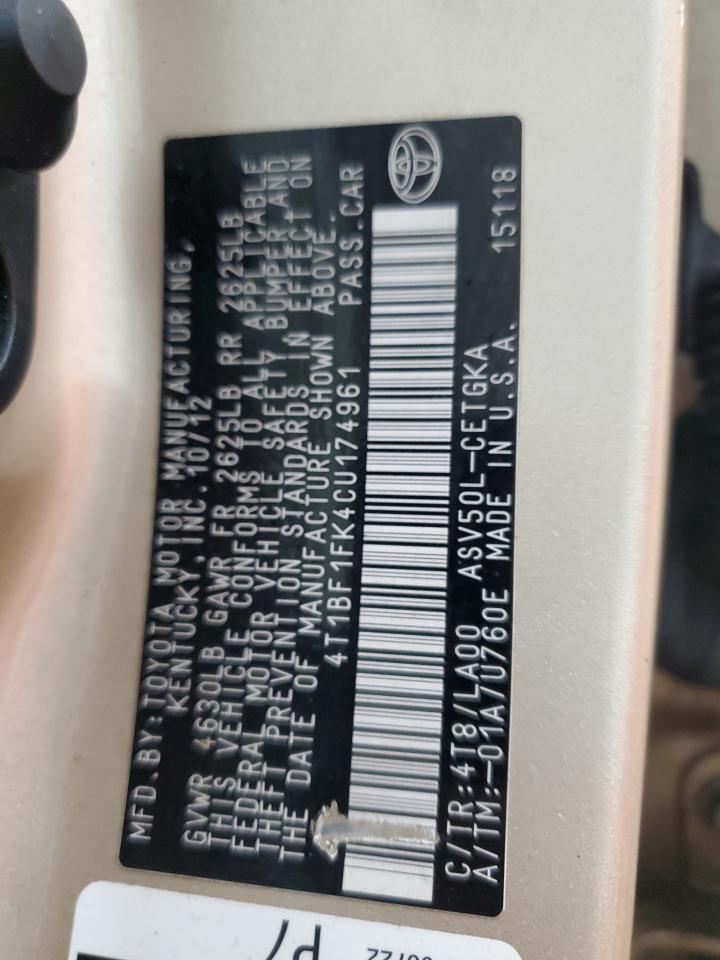 MFD.BY:TOYOTA MOTOR MANUFACTURING,
KENTUCKY,INC. 10/12
GVWR 4630LB GAWR FR 2625LB RR 2625LB
THIS VEHICLE CONFORMS TO ALL APPLICABLE
FEDERAL MOTOR VEHICLE SAFETY, BUMPER AND
THEFT PREVENTION STANDARDS IN EFFECT ON
THE DATE OF MANUFACTURE SHOWN ABOVE.
4T1BF1FK4CU174961 PASS.CAR
C/TR:4T8/LA00 ASV50L-CETGKA
A/TM:-01A/U760E MADE IN U.S.A. 15118